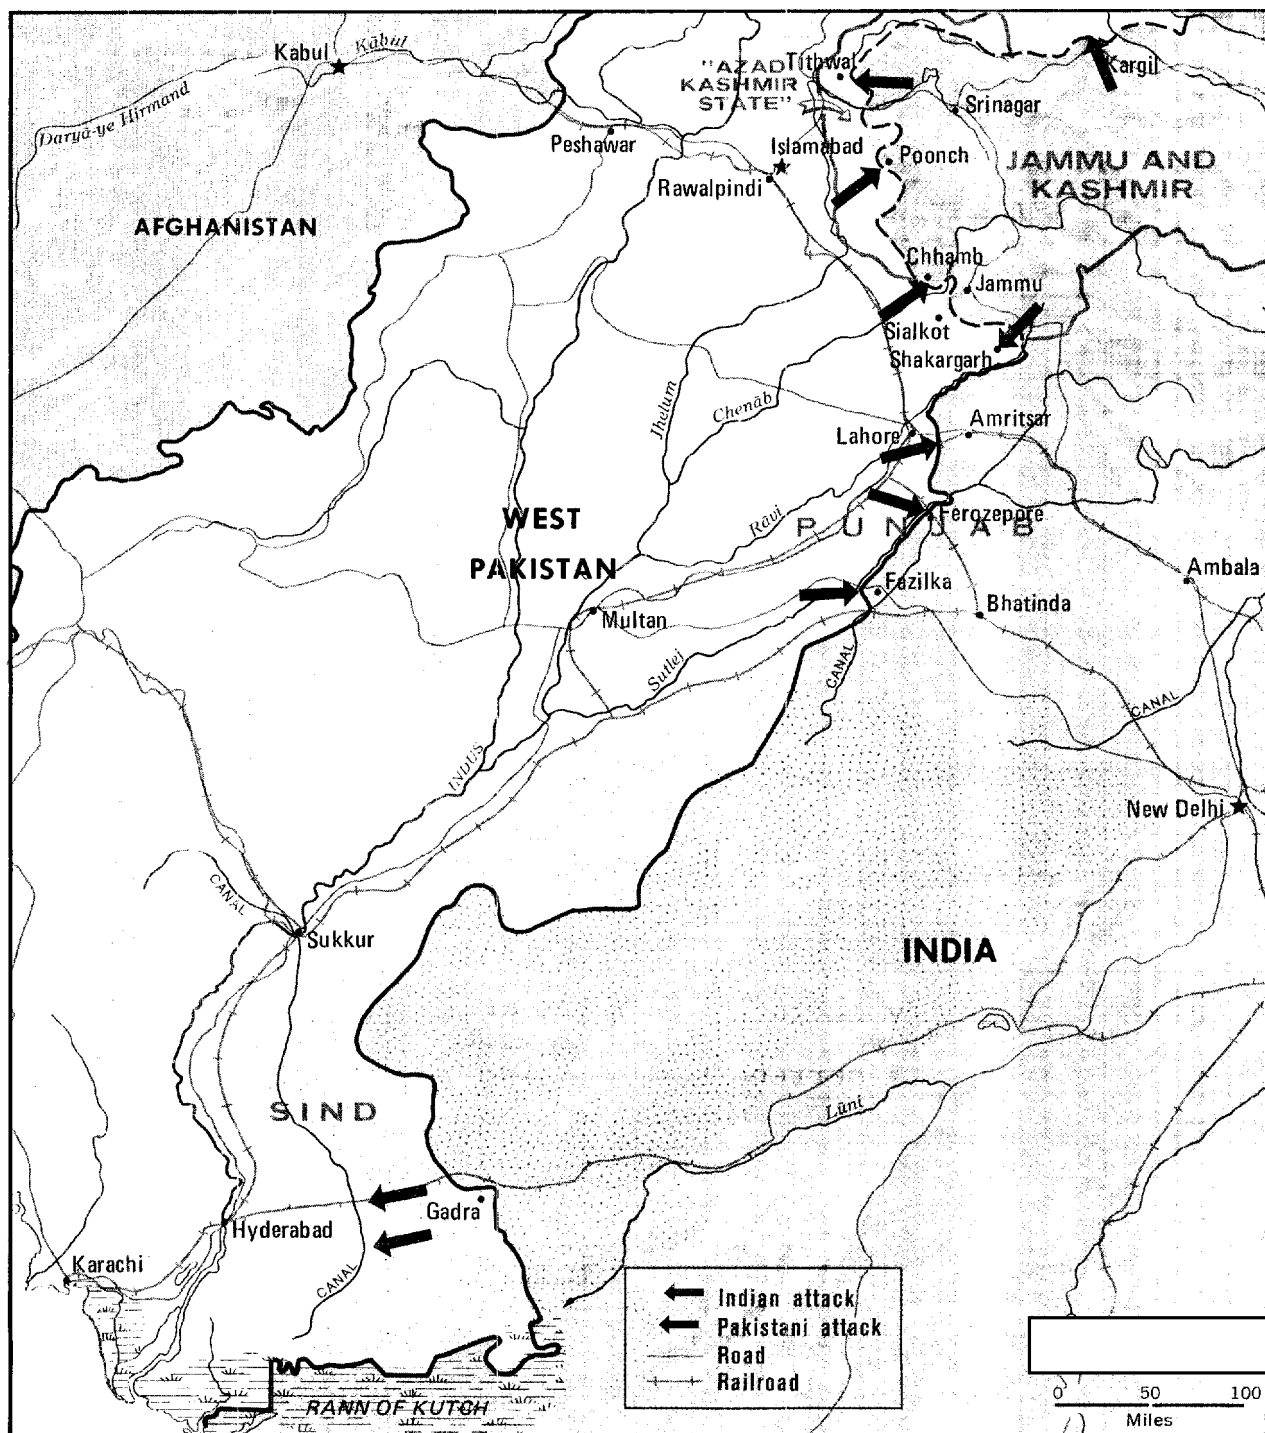 Kabul
Kābul
Daryā-ye Hirmand
"AZAD
KASHMIR
STATE"
Tithwal
Kargil
Srinagar
Peshawar
Islamabad
Poonch
Rawalpindi
JAMMU AND
KASHMIR
AFGHANISTAN
Chhamb
Jammu
Sialkot
Shakargarh
Jhelum
Chenāb
Lahore
Amritsar
WEST
PAKISTAN
Rāvi
PUNJAB
Ferozepore
Ambala
Fazilka
Bhatinda
Multan
Sutlej
CANAL
CANAL
INDUS
New Delhi
CANAL
Sukkur
INDIA
SIND
Lūni
Gadra
Hyderabad
Karachi
CANAL
Indian attack
Pakistani attack
Road
Railroad
RANN OF KUTCH
0 50 100
Miles